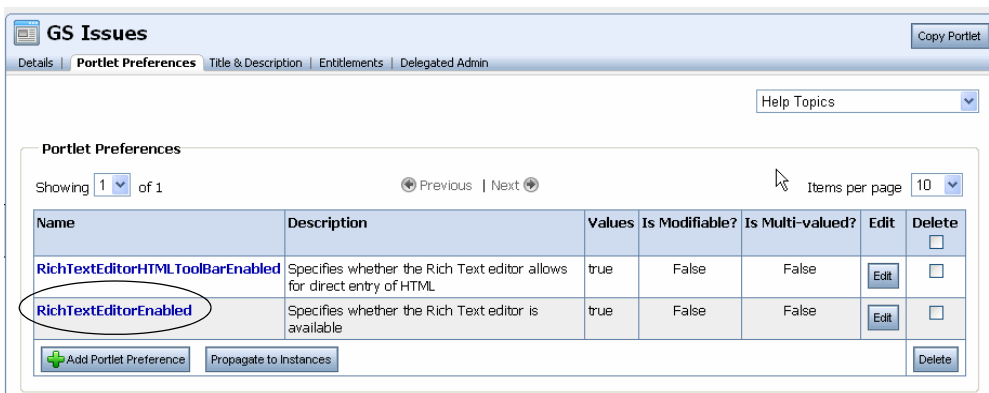 GS Issues
Copy Portlet
Details | Portlet Preferences Title & Description | Entitlements | Delegated Admin
Help Topics
Portlet Preferences
Showing 1 of 1 Previous | Next Items per page 10
Name Description Values Is Modifiable? Is Multi-valued? Edit Delete
RichTextEditorHTMLToolBarEnabled Specifies whether the Rich Text editor allows true False False Edit
for direct entry of HTML
RichTextEditorEnabled Specifies whether the Rich Text editor is true False False Edit
available
Add Portlet Preference Propagate to Instances Delete